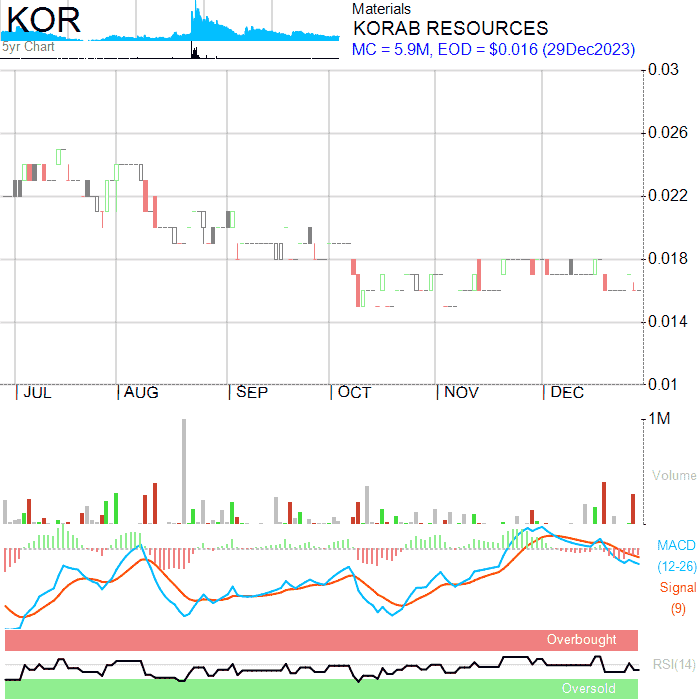 KOR
5yr Chart
Materials
KORAB RESOURCES
MC = 5.9M, EOD = $0.016 (29Dec2023)
0.03
0.026
0.022
0.018
0.014
0.01
JUL
AUG
SEP
OCT
NOV
DEC
1M
Volume
MACD
(12-26)
Signal
(9)
Overbought
RSI(14)
Oversold